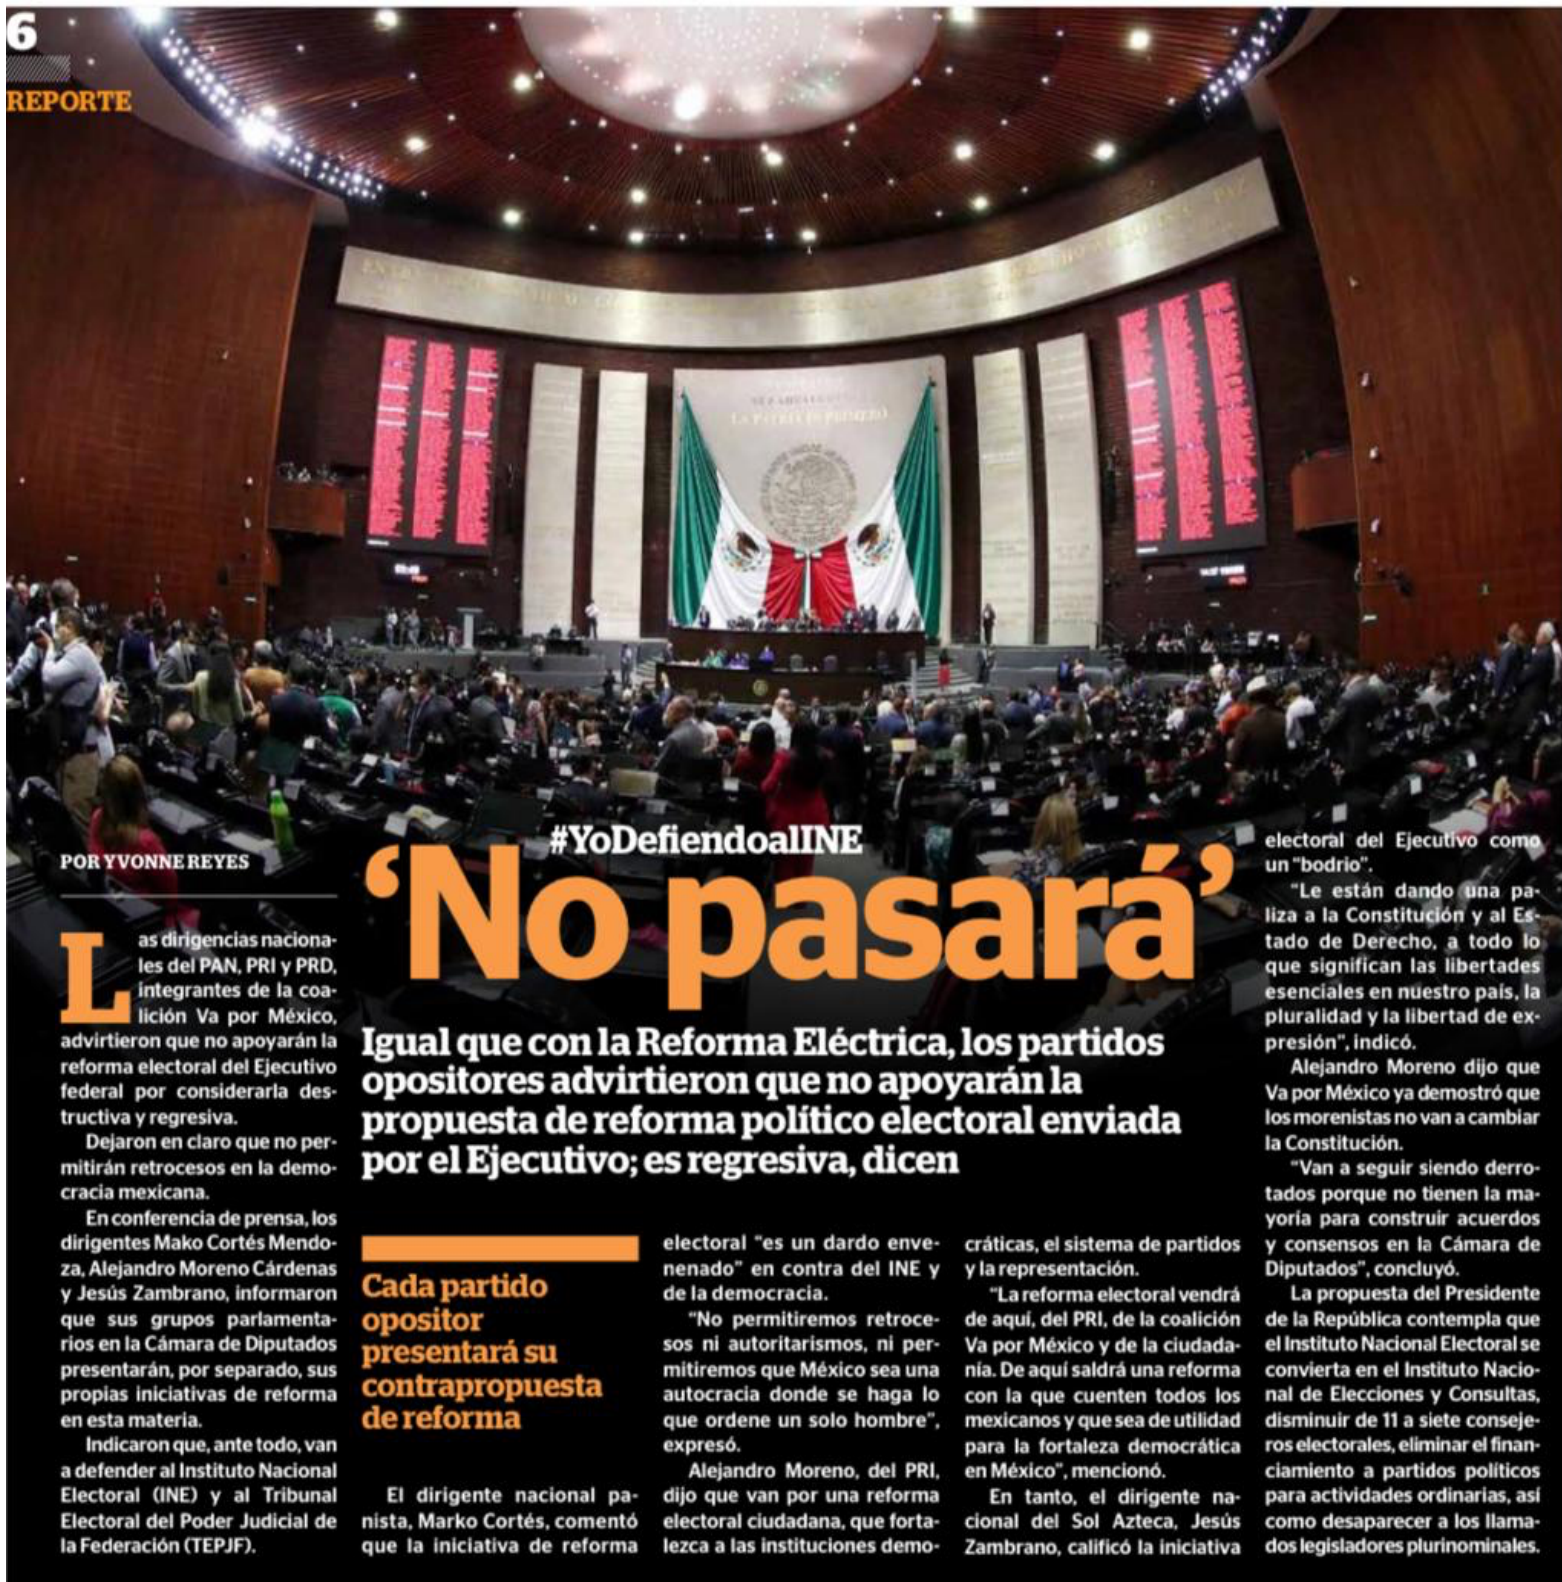 6
REPORTE
LA PATRIA ES PRIMERO
#YoDefiendoalINE
‘No pasará’
Igual que con la Reforma Eléctrica, los partidos
opositores advirtieron que no apoyarán la
propuesta de reforma político electoral enviada
por el Ejecutivo; es regresiva, dicen
POR YVONNE REYES
Las dirigencias naciona-
les del PAN, PRI y PRD,
integrantes de la coa-
lición Va por México,
advirtieron que no apoyarán la
reforma electoral del Ejecutivo
federal por considerarla des-
tructiva y regresiva.
Dejaron en claro que no per-
mitirán retrocesos en la demo-
cracia mexicana.
En conferencia de prensa, los
dirigentes Mako Cortés Mendo-
za, Alejandro Moreno Cárdenas
y Jesús Zambrano, informaron
que sus grupos parlamenta-
rios en la Cámara de Diputados
presentarán, por separado, sus
propias iniciativas de reforma
en esta materia.
Indicaron que, ante todo, van
a defender al Instituto Nacional
Electoral (INE) y al Tribunal
Electoral del Poder Judicial de
la Federación (TEPJF).
Cada partido
opositor
presentará su
contrapropuesta
de reforma
El dirigente nacional pa-
nista, Marko Cortés, comentó
que la iniciativa de reforma
electoral “es un dardo enve-
nenado” en contra del INE y
de la democracia.
“No permitiremos retroce-
sos ni autoritarismos, ni per-
mitiremos que México sea una
autocracia donde se haga lo
que ordene un solo hombre”,
expresó.
Alejandro Moreno, del PRI,
dijo que van por una reforma
electoral ciudadana, que forta-
lezca a las instituciones demo-
cráticas, el sistema de partidos
y la representación.
“La reforma electoral vendrá
de aquí, del PRI, de la coalición
Va por México y de la ciudada-
nía. De aquí saldrá una reforma
con la que cuenten todos los
mexicanos y que sea de utilidad
para la fortaleza democrática
en México”, mencionó.
En tanto, el dirigente na-
cional del Sol Azteca, Jesús
Zambrano, calificó la iniciativa
electoral del Ejecutivo como
un “bodrio”.
“Le están dando una pa-
liza a la Constitución y al Es-
tado de Derecho, a todo lo
que significan las libertades
esenciales en nuestro país, la
pluralidad y la libertad de ex-
presión”, indicó.
Alejandro Moreno dijo que
Va por México ya demostró que
los morenistas no van a cambiar
la Constitución.
“Van a seguir siendo derro-
tados porque no tienen la ma-
yoría para construir acuerdos
y consensos en la Cámara de
Diputados”, concluyó.
La propuesta del Presidente
de la República contempla que
el Instituto Nacional Electoral se
convierta en el Instituto Nacio-
nal de Elecciones y Consultas,
disminuir de 11 a siete conseje-
ros electorales, eliminar el finan-
ciamiento a partidos políticos
para actividades ordinarias, así
como desaparecer a los llama-
dos legisladores plurinominales.